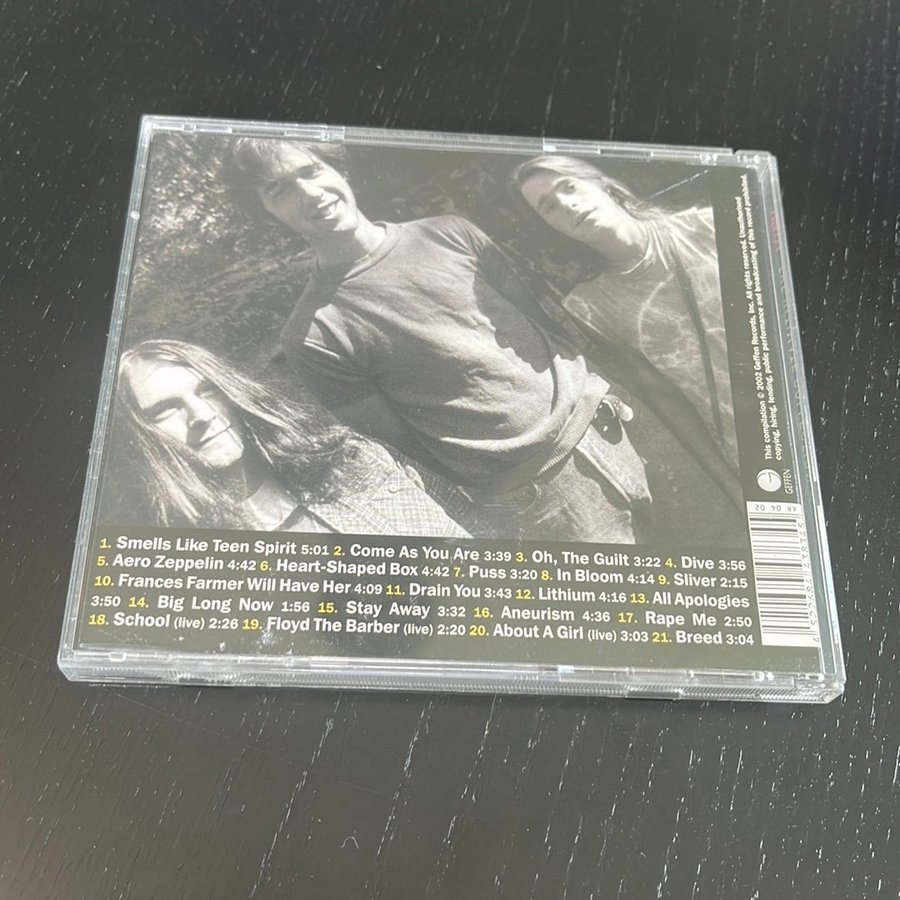 1. Smells Like Teen Spirit 5:01 2. Come As You Are 3:39 3. Oh, The Guilt 3:22 4. Dive 3:56
5. Aero Zeppelin 4:42 6. Heart-Shaped Box 4:42 7. Puss 3:20 8. In Bloom 4:14 9. Sliver 2:15
10. Frances Farmer Will Have Her 4:09 11. Drain You 3:43 12. Lithium 4:16 13. All Apologies
3:50 14. Big Long Now 1:56 15. Stay Away 3:32 16. Aneurism 4:36 17. Rape Me 2:50
18. School (live) 2:26 19. Floyd The Barber (live) 2:20 20. About A Girl (live) 3:03 21. Breed 3:04
This compilation © 2002 Geffen Records, Inc. All rights reserved. Unauthorised
copying, hiring, lending, public performance and broadcasting of this record prohibited.
GEFFEN
AR 04 02